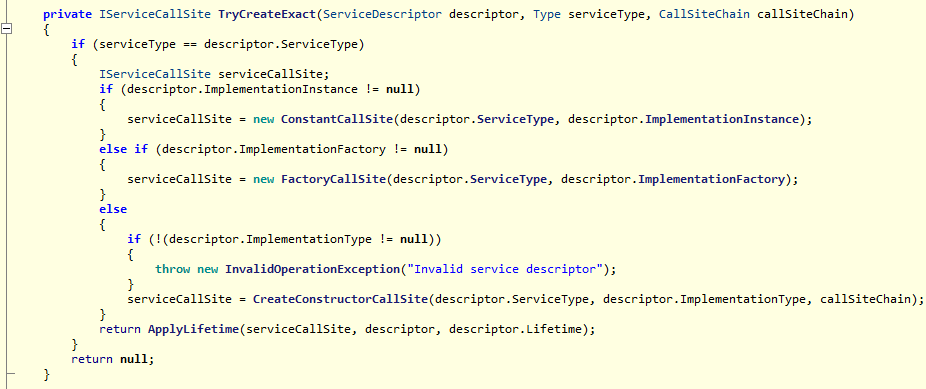 private IServiceCallSite TryCreateExact(ServiceDescriptor descriptor, Type serviceType, CallSiteChain callSiteChain)
{
    if (serviceType == descriptor.ServiceType)
    {
        IServiceCallSite serviceCallSite;
        if (descriptor.ImplementationInstance != null)
        {
            serviceCallSite = new ConstantCallSite(descriptor.ServiceType, descriptor.ImplementationInstance);
        }
        else if (descriptor.ImplementationFactory != null)
        {
            serviceCallSite = new FactoryCallSite(descriptor.ServiceType, descriptor.ImplementationFactory);
        }
        else
        {
            if (!(descriptor.ImplementationType != null))
            {
                throw new InvalidOperationException("Invalid service descriptor");
            }
            serviceCallSite = CreateConstructorCallSite(descriptor.ServiceType, descriptor.ImplementationType, callSiteChain);
        }
        return ApplyLifetime(serviceCallSite, descriptor, descriptor.Lifetime);
    }
    return null;
}